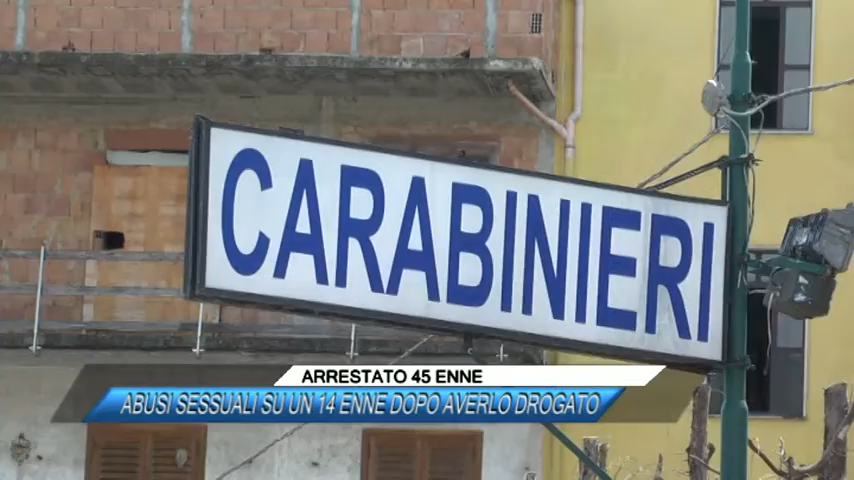 CARABINIERI
ARRESTATO 45 ENNE
ABUSI SESSUALI SU UN 14 ENNE DOPO AVERLO DROGATO